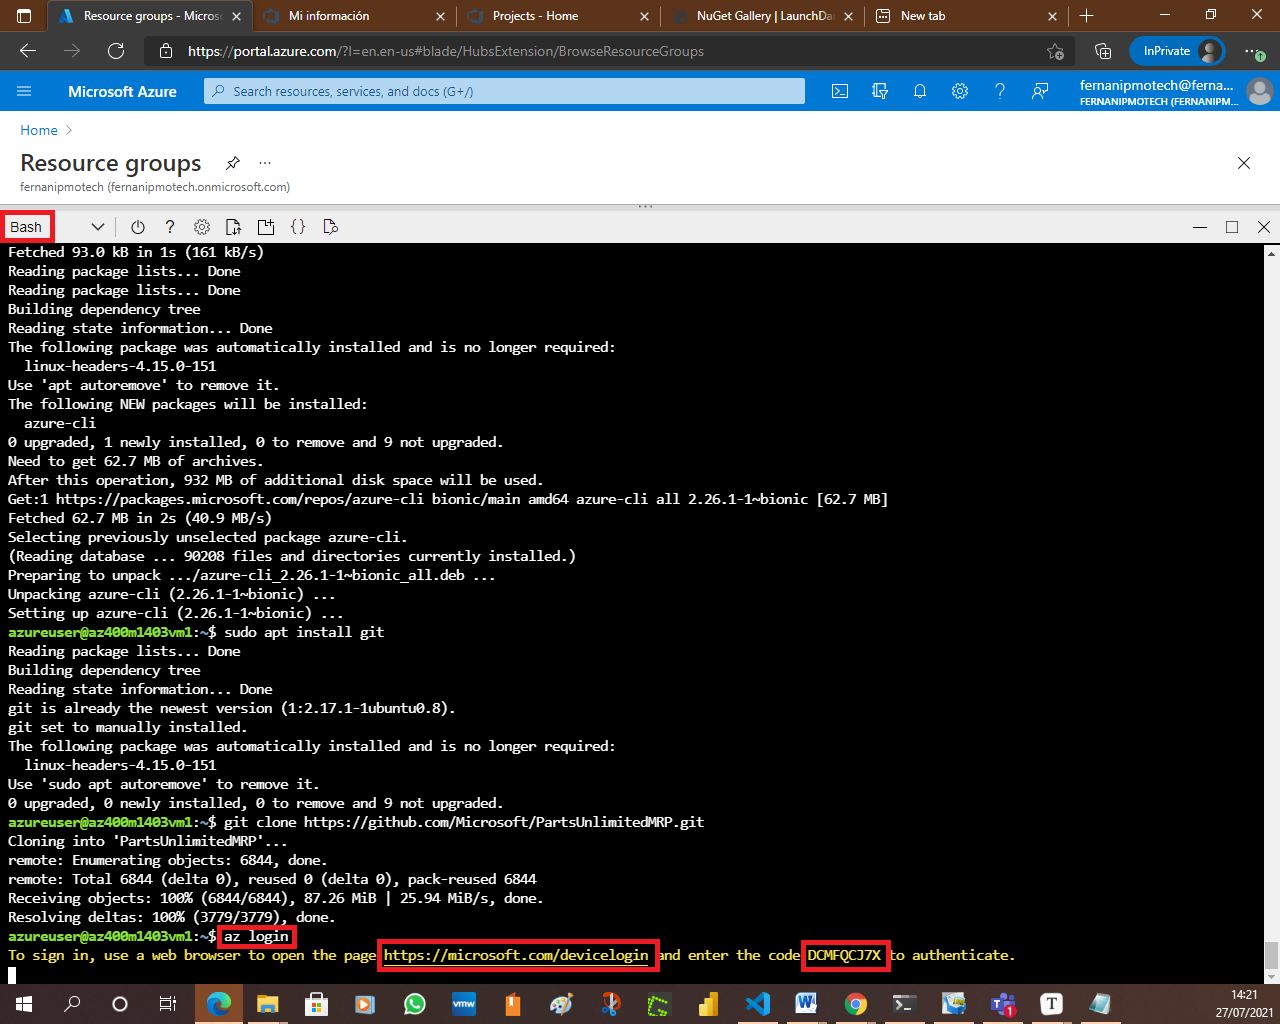 Resource groups - Micros
Mi información
Projects - Home
NuGet Gallery | LaunchDa
New tab
https://portal.azure.com/?l=en.en-us#blade/HubsExtension/BrowseResourceGroups
InPrivate
Microsoft Azure
Search resources, services, and docs (G+/)
fernanipmotech@ferna...
FERNANIPMOTECH (FERNANIPM...
Home
Resource groups
fernanipmotech (fernanipmotech.onmicrosoft.com)
Bash
Fetched 93.0 kB in 1s (161 kB/s)
Reading package lists... Done
Reading package lists... Done
Building dependency tree
Reading state information... Done
The following package was automatically installed and is no longer required:
linux-headers-4.15.0-151
Use 'apt autoremove' to remove it.
The following NEW packages will be installed:
azure-cli
0 upgraded, 1 newly installed, 0 to remove and 9 not upgraded.
Need to get 62.7 MB of archives.
After this operation, 932 MB of additional disk space will be used.
Get:1 https://packages.microsoft.com/repos/azure-cli bionic/main amd64 azure-cli all 2.26.1-1~bionic [62.7 MB]
Fetched 62.7 MB in 2s (40.9 MB/s)
Selecting previously unselected package azure-cli.
(Reading database ... 90208 files and directories currently installed.)
Preparing to unpack .../azure-cli_2.26.1-1~bionic_all.deb ...
Unpacking azure-cli (2.26.1-1~bionic) ...
Setting up azure-cli (2.26.1-1~bionic) ...
azureuser@az400m1403vm1:~$ sudo apt install git
Reading package lists... Done
Building dependency tree
Reading state information... Done
git is already the newest version (1:2.17.1-1ubuntu0.8).
git set to manually installed.
The following package was automatically installed and is no longer required:
linux-headers-4.15.0-151
Use 'sudo apt autoremove' to remove it.
0 upgraded, 0 newly installed, 0 to remove and 9 not upgraded.
azureuser@az400m1403vm1:~$ git clone https://github.com/Microsoft/PartsUnlimitedMRP.git
Cloning into 'PartsUnlimitedMRP'...
remote: Enumerating objects: 6844, done.
remote: Total 6844 (delta 0), reused 0 (delta 0), pack-reused 6844
Receiving objects: 100% (6844/6844), 87.26 MiB | 25.94 MiB/s, done.
Resolving deltas: 100% (3779/3779), done.
azureuser@az400m1403vm1:~$ az login
To sign in, use a web browser to open the page https://microsoft.com/devicelogin and enter the code DCMFQCJ7X to authenticate.
14:21
27/07/2021